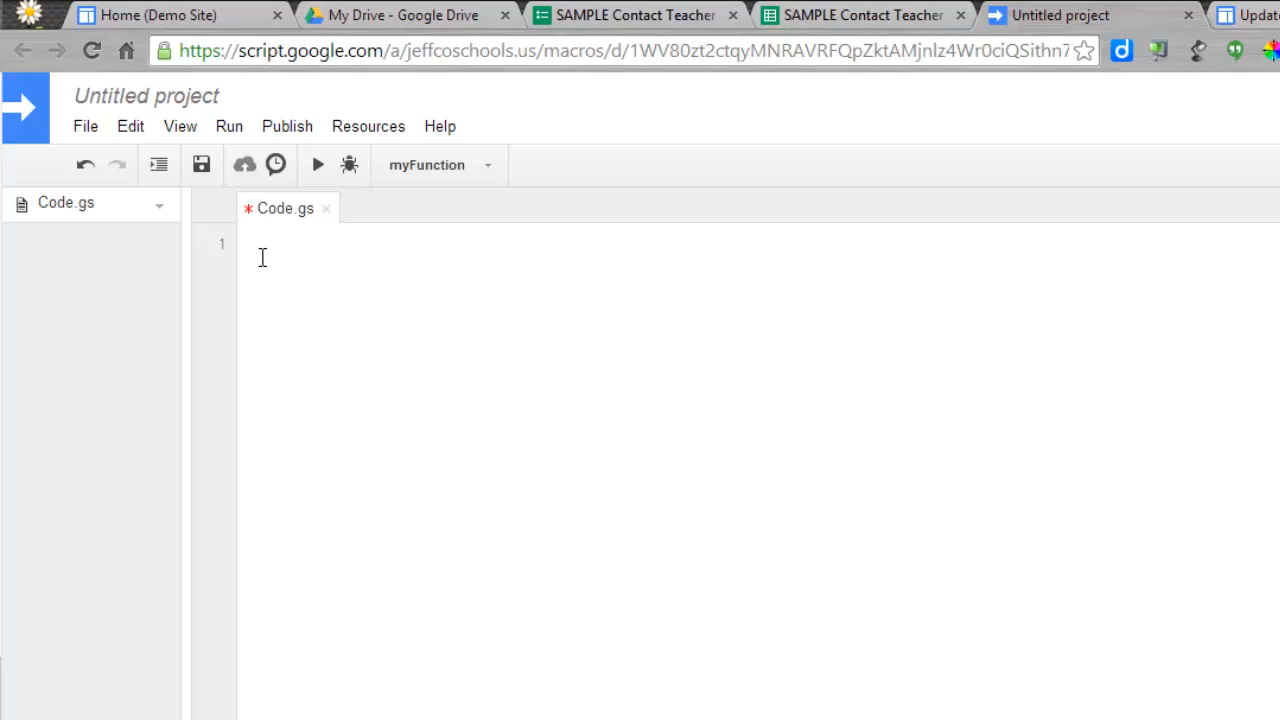 Home (Demo Site)
My Drive - Google Drive
SAMPLE Contact Teacher
SAMPLE Contact Teacher
Untitled project
https://script.google.com/a/jeffcoschools.us/macros/d/1WV80zt2ctqyMNRAVRFQpZktAMjnlz4Wr0ciQSithn7
Untitled project
File Edit View Run Publish Resources Help
myFunction
Code.gs
* Code.gs
1